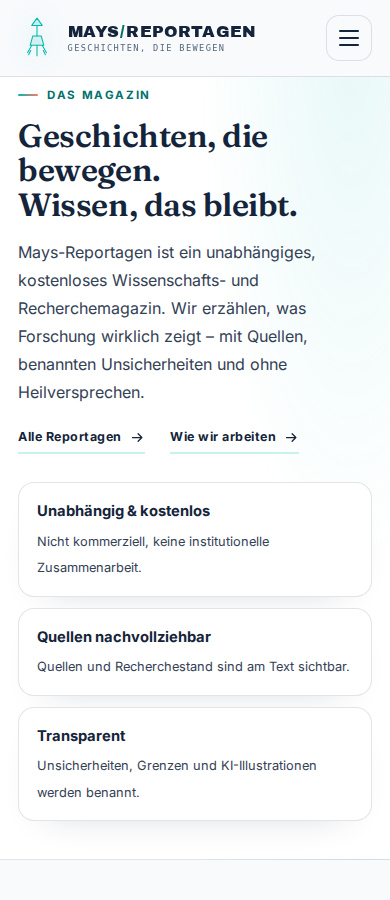 MAYS/REPORTAGEN
GESCHICHTEN, DIE BEWEGEN
DAS MAGAZIN
Geschichten, die
bewegen.
Wissen, das bleibt.
Mays-Reportagen ist ein unabhängiges,
kostenloses Wissenschafts- und
Recherchemagazin. Wir erzählen, was
Forschung wirklich zeigt – mit Quellen,
benannten Unsicherheiten und ohne
Heilversprechen.
Alle Reportagen → Wie wir arbeiten →
Unabhängig & kostenlos
Nicht kommerziell, keine institutionelle
Zusammenarbeit.
Quellen nachvollziehbar
Quellen und Recherchestand sind am Text sichtbar.
Transparent
Unsicherheiten, Grenzen und KI-Illustrationen
werden benannt.